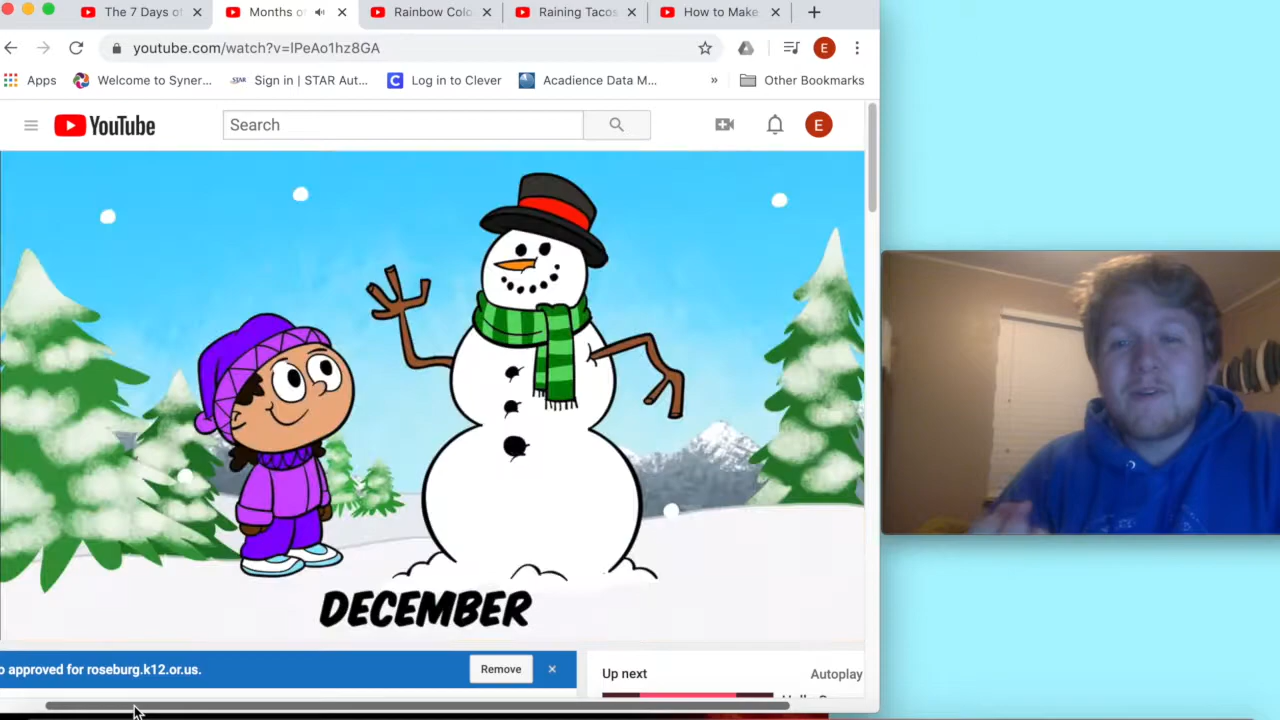 The 7 Days of
Months o
Rainbow Colo
Raining Tacos
How to Make
youtube.com/watch?v=lPeAo1hz8GA
E
Apps
Welcome to Syner...
STAR
Sign in | STAR Aut...
C
Log in to Clever
Acadience Data M...
»
Other Bookmarks
YouTube
Search
E
DECEMBER
o approved for roseburg.k12.or.us.
Remove
Up next
Autoplay